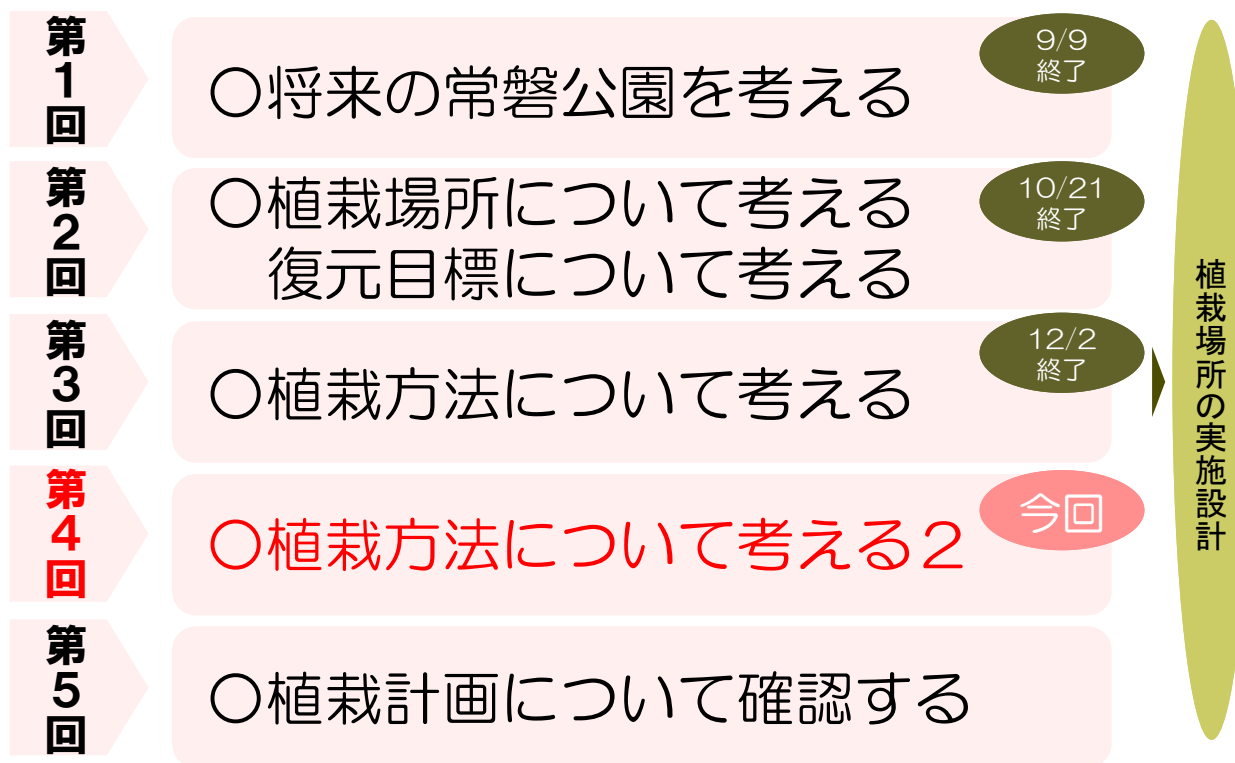 第1回
○将来の常磐公園を考える
9/9
終了
第2回
○植栽場所について考える
復元目標について考える
10/21
終了
第3回
○植栽方法について考える
12/2
終了
第4回
○植栽方法について考える2
今回
第5回
○植栽計画について確認する
植栽場所の実施設計